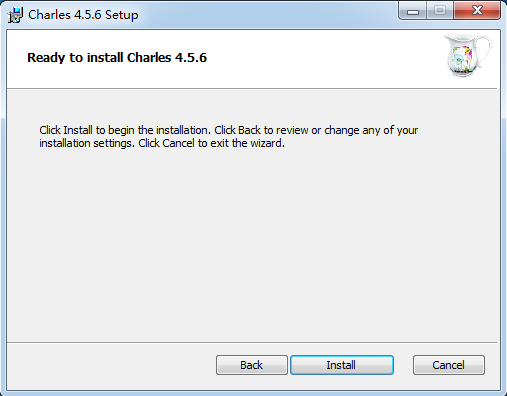 Charles 4.5.6 Setup
Ready to install Charles 4.5.6
Click Install to begin the installation. Click Back to review or change any of your
installation settings. Click Cancel to exit the wizard.
Back Install Cancel